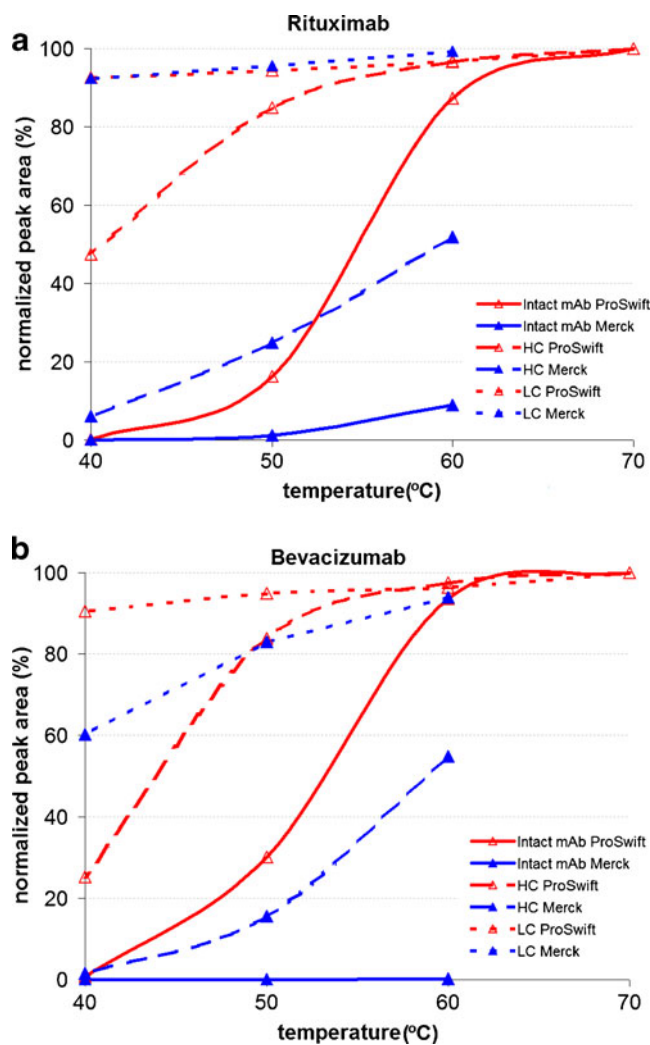 a
Rituximab
normalized peak area (%)
100
80
60
40
20
0
Intact mAb ProSwift
Intact mAb Merck
HC ProSwift
HC Merck
LC ProSwift
LC Merck
40 50 60 70
temperature(ºC)
b
Bevacizumab
normalized peak area (%)
100
80
60
40
20
0
Intact mAb ProSwift
Intact mAb Merck
HC ProSwift
HC Merck
LC ProSwift
LC Merck
40 50 60 70
temperature(ºC)